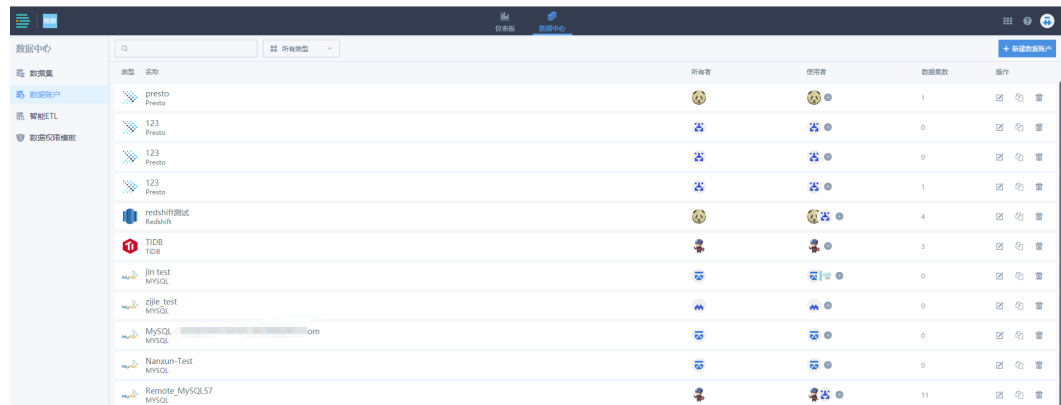 仪表板 数据中心
数据中心
所有类型
+ 新建数据账户
数据集
数据账户
智能ETL
数据权限模板
类型 名称 所有者 使用者 数据集数 操作
presto
Presto
1
123
Presto
0
123
Presto
0
123
Presto
1
redshift测试
Redshift
4
TIDB
TiDB
3
jin test
MYSQL
0
zijie_test
MYSQL
0
MySQL om
MYSQL
0
Nanxun-Test
MYSQL
0
Remote_MySQL57
MYSQL
11